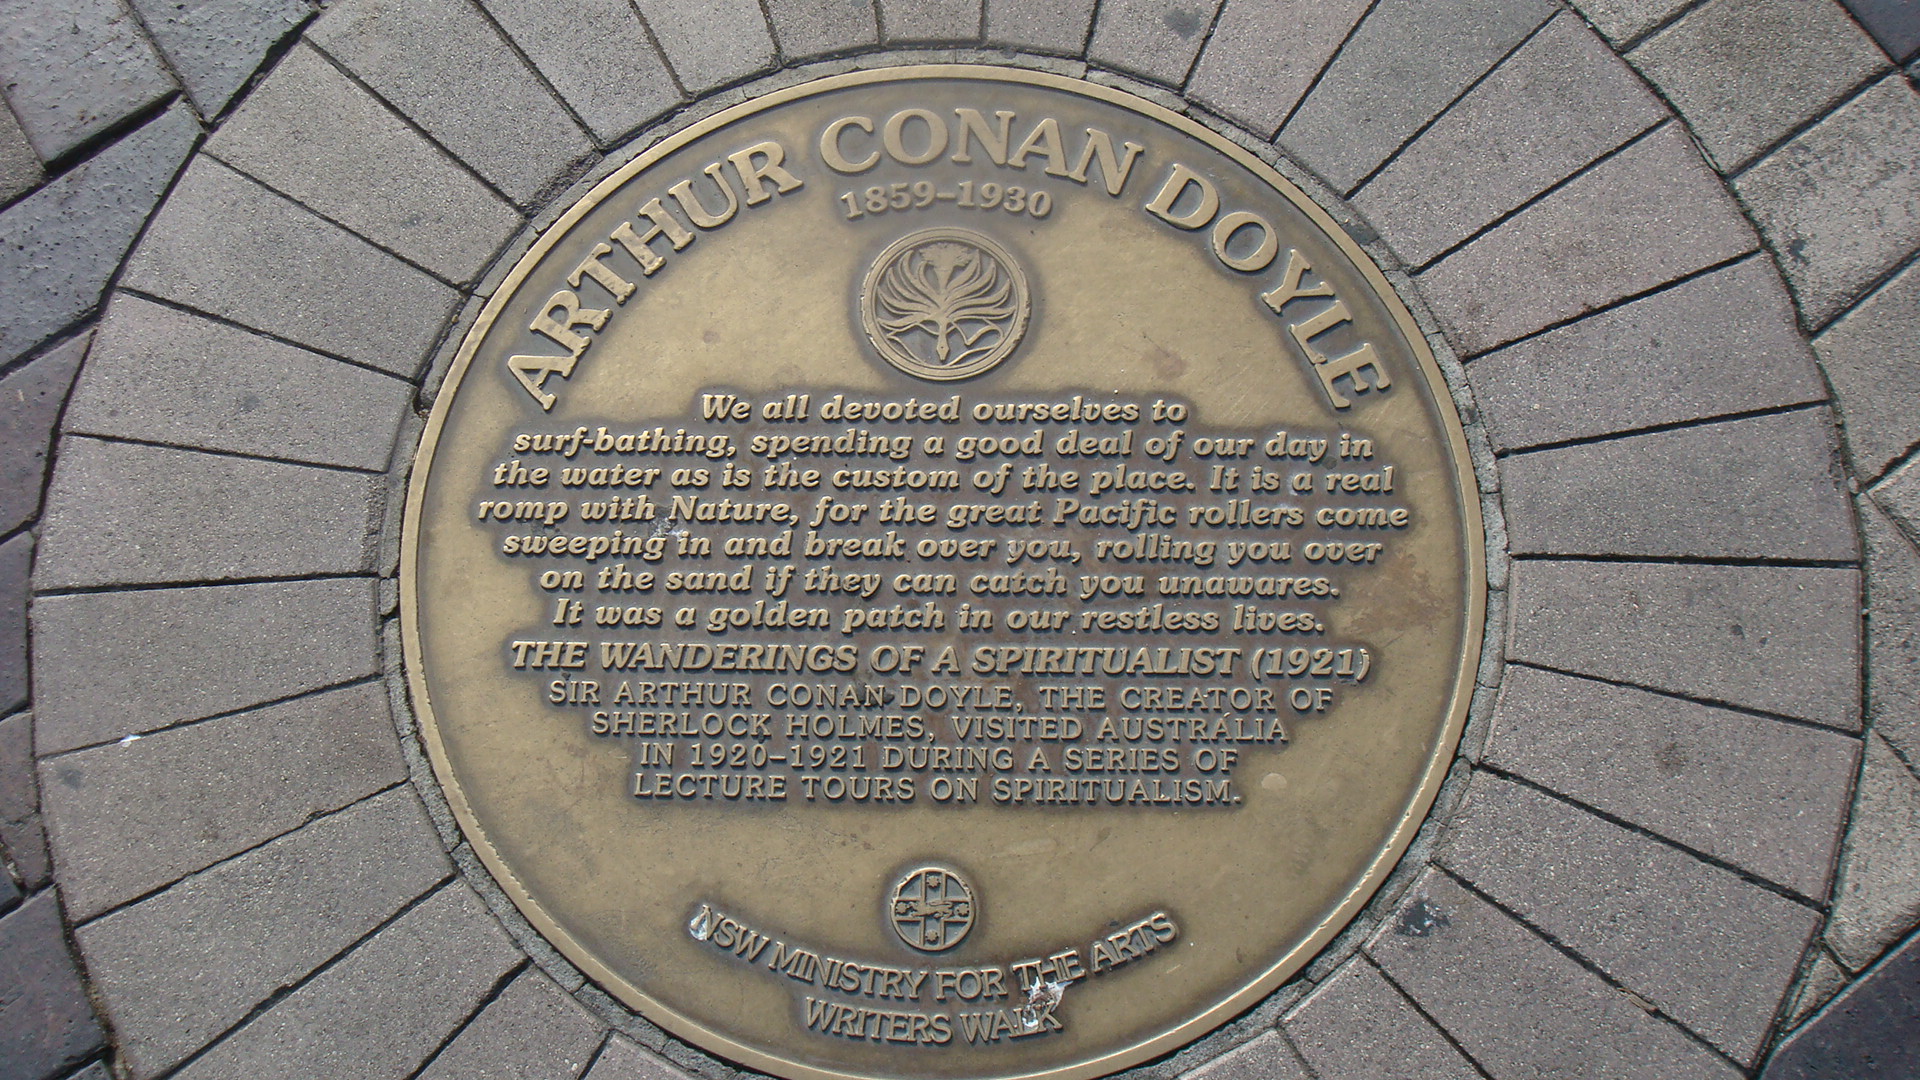 ARTHUR CONAN DOYLE
1859–1930
We all devoted ourselves to
surf-bathing, spending a good deal of our day in
the water as is the custom of the place. It is a real
romp with Nature, for the great Pacific rollers come
sweeping in and break over you, rolling you over
on the sand if they can catch you unawares.
It was a golden patch in our restless lives.
THE WANDERINGS OF A SPIRITUALIST (1921)
SIR ARTHUR CONAN DOYLE, THE CREATOR OF
SHERLOCK HOLMES, VISITED AUSTRALIA
IN 1920–1921 DURING A SERIES OF
LECTURE TOURS ON SPIRITUALISM.
NSW MINISTRY FOR THE ARTS
WRITERS WALK